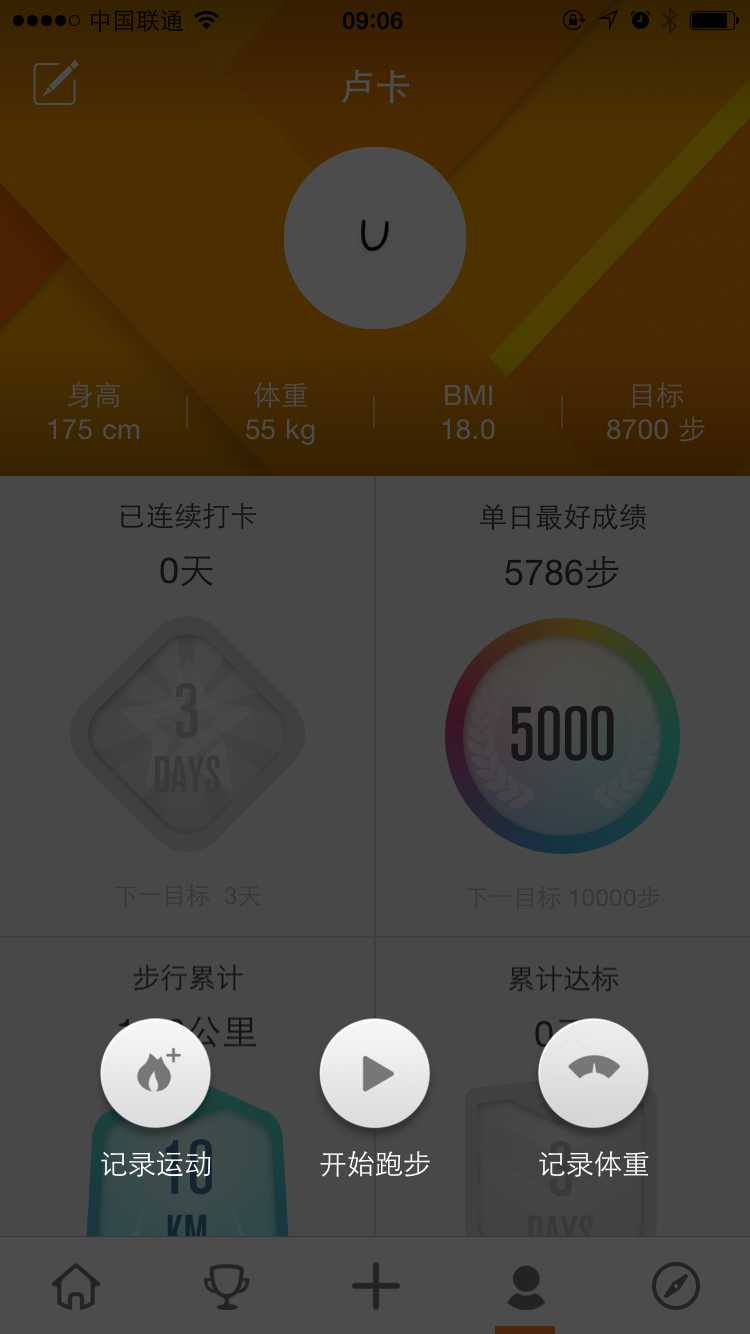 中国联通 09:06
卢卡
身高 体重 BMI 目标
175 cm 55 kg 18.0 8700 步
已连续打卡 单日最好成绩
0天 5786步
3 5000
DAYS
下一目标 3天 下一目标 10000步
步行累计 累计达标
公里
10 3
记录运动 开始跑步 记录体重
KM DAYS